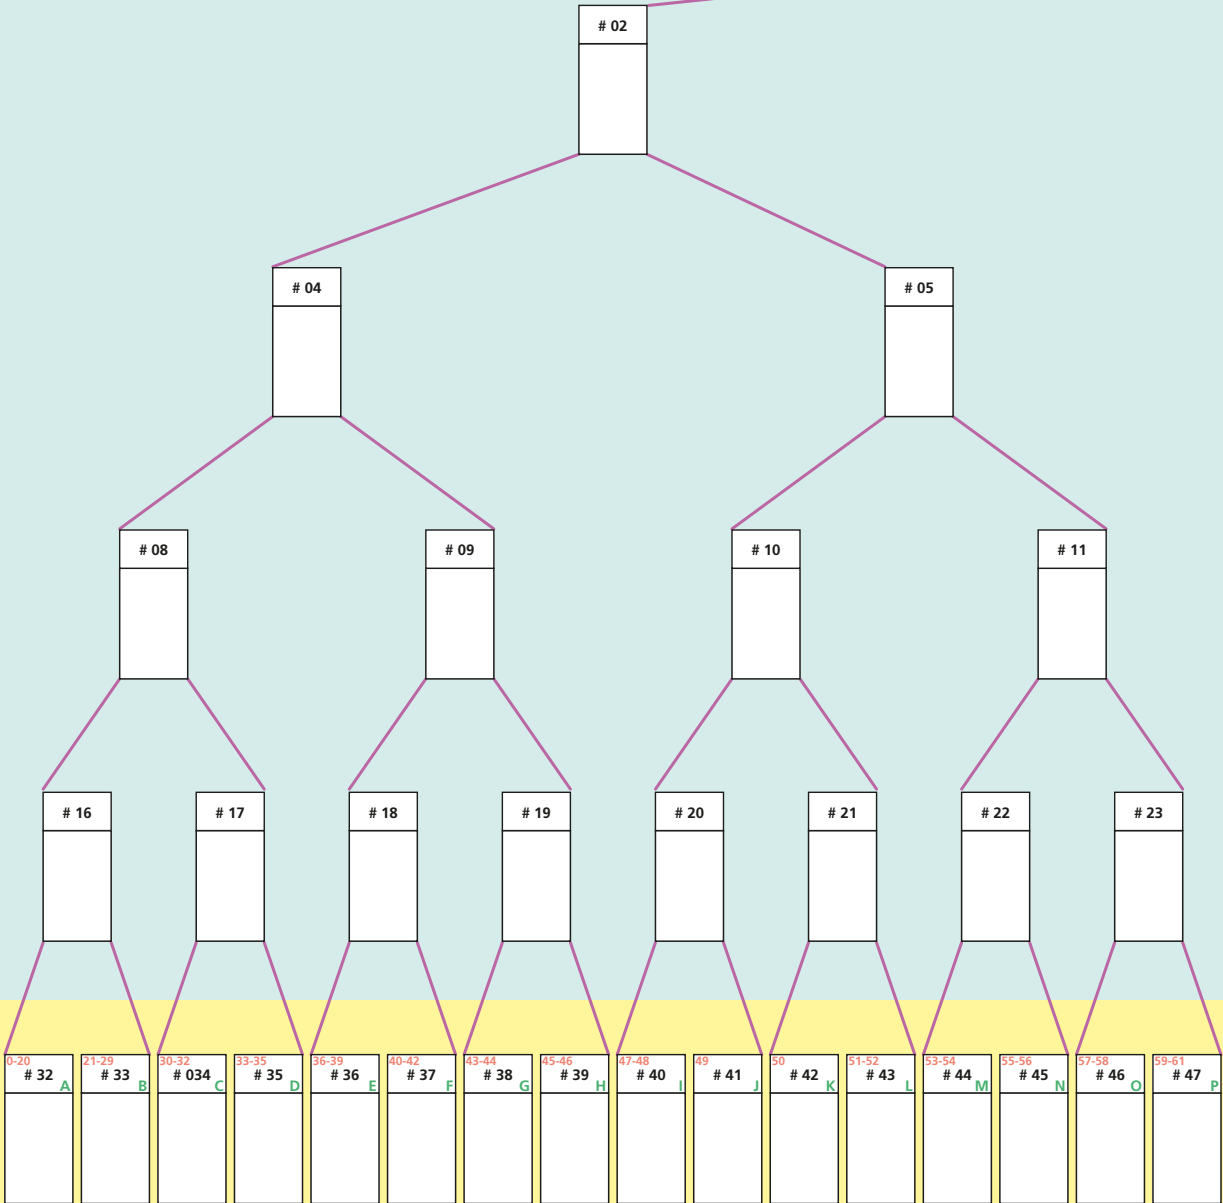 # 02
# 04
# 05
# 08
# 09
# 10
# 11
# 16
# 17
# 18
# 19
# 20
# 21
# 22
# 23
0-20
# 32
A
21-29
# 33
B
30-32
# 034
C
33-35
# 35
D
36-39
# 36
E
40-42
# 37
F
43-44
# 38
G
45-46
# 39
H
47-48
# 40
I
49
# 41
J
50
# 42
K
51-52
# 43
L
53-54
# 44
M
55-56
# 45
N
57-58
# 46
O
59-61
# 47
P